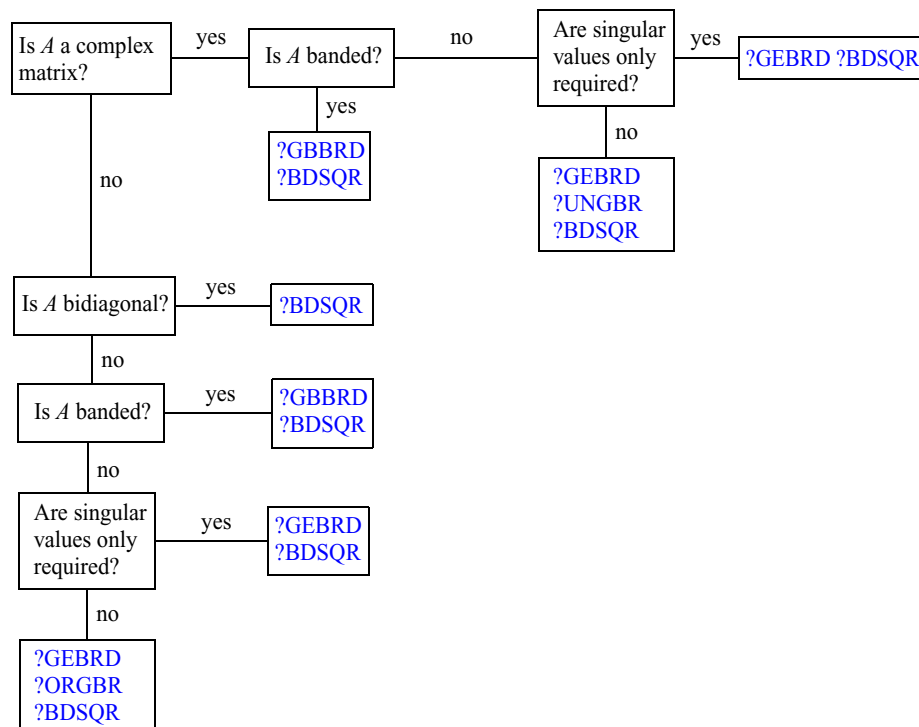 Is A a complex
matrix?
yes
Is A banded?
no
Are singular
values only
required?
yes
?GEBRD ?BDSQR
yes
?GBBRD
?BDSQR
no
?GEBRD
?UNGBR
?BDSQR
no
Is A bidiagonal?
yes
?BDSQR
no
Is A banded?
yes
?GBBRD
?BDSQR
no
Are singular
values only
required?
yes
?GEBRD
?BDSQR
no
?GEBRD
?ORGBR
?BDSQR